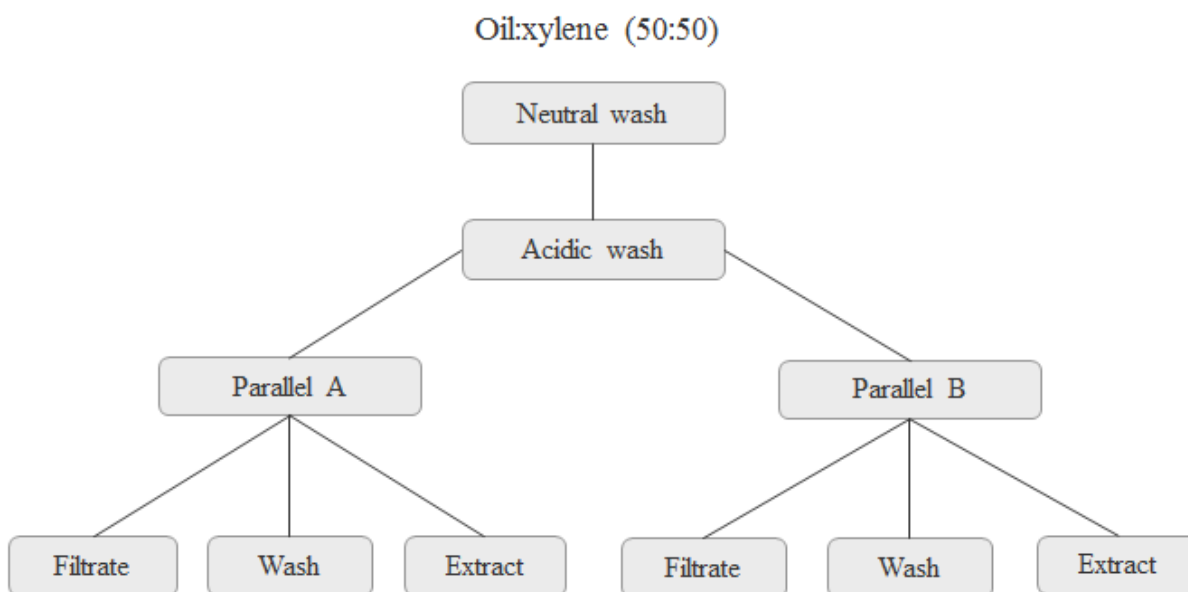 Oil:xylene (50:50)
Neutral wash
Acidic wash
Parallel A
Parallel B
Filtrate
Wash
Extract
Filtrate
Wash
Extract